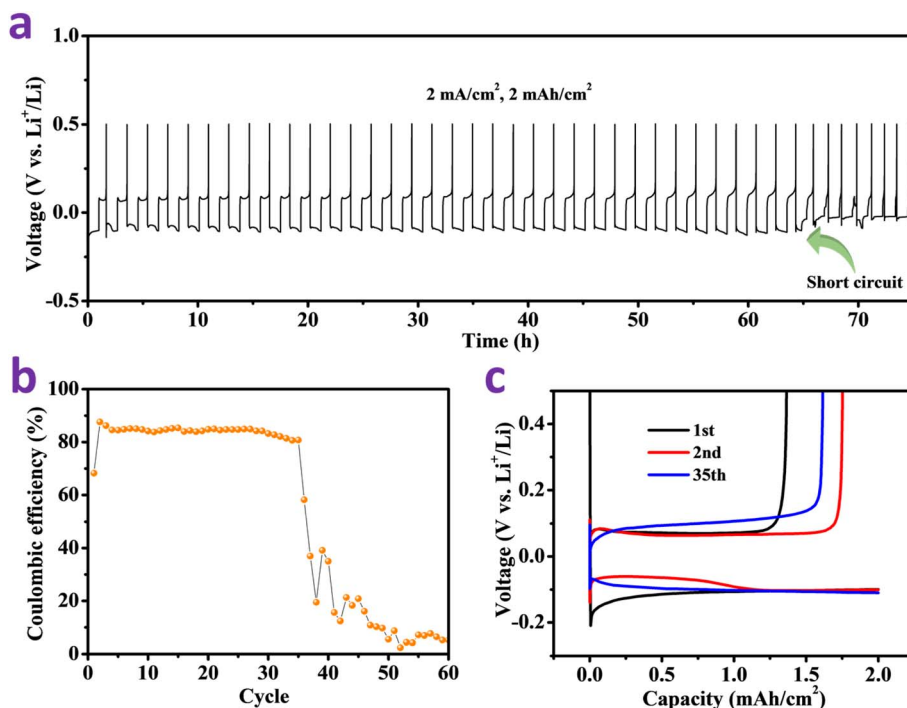 a
1.0
0.5
0.0
-0.5
Voltage (V vs. Li⁺/Li)
2 mA/cm², 2 mAh/cm²
Short circuit
0 10 20 30 40 50 60 70
Time (h)
b
100
80
60
40
20
0
Coulombic efficiency (%)
0 10 20 30 40 50 60
Cycle
c
0.4
0.2
0.0
-0.2
Voltage (V vs. Li⁺/Li)
1st
2nd
35th
0.0 0.5 1.0 1.5 2.0
Capacity (mAh/cm²)